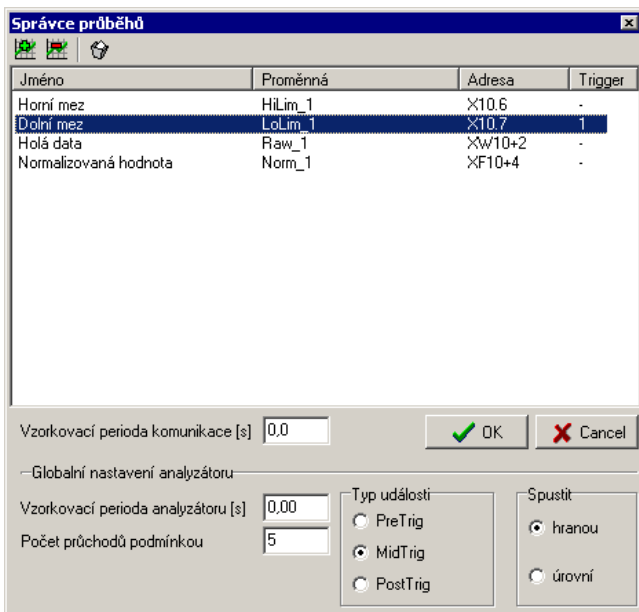 Správce průběhů
Jméno Proměnná Adresa Trigger
Horní mez HiLim_1 X10.6 -
Dolní mez LoLim_1 X10.7 1
Holá data Raw_1 XW10+2 -
Normalizovaná hodnota Norm_1 XF10+4 -
Vzorkovací perioda komunikace [s] 0,0 OK Cancel
Globalní nastavení analyzátoru
Typ události Spustit
Vzorkovací perioda analyzátoru [s] 0,00
PreTrig
hranou
Počet průchodů podmínkou 5
MidTrig
PostTrig úrovní